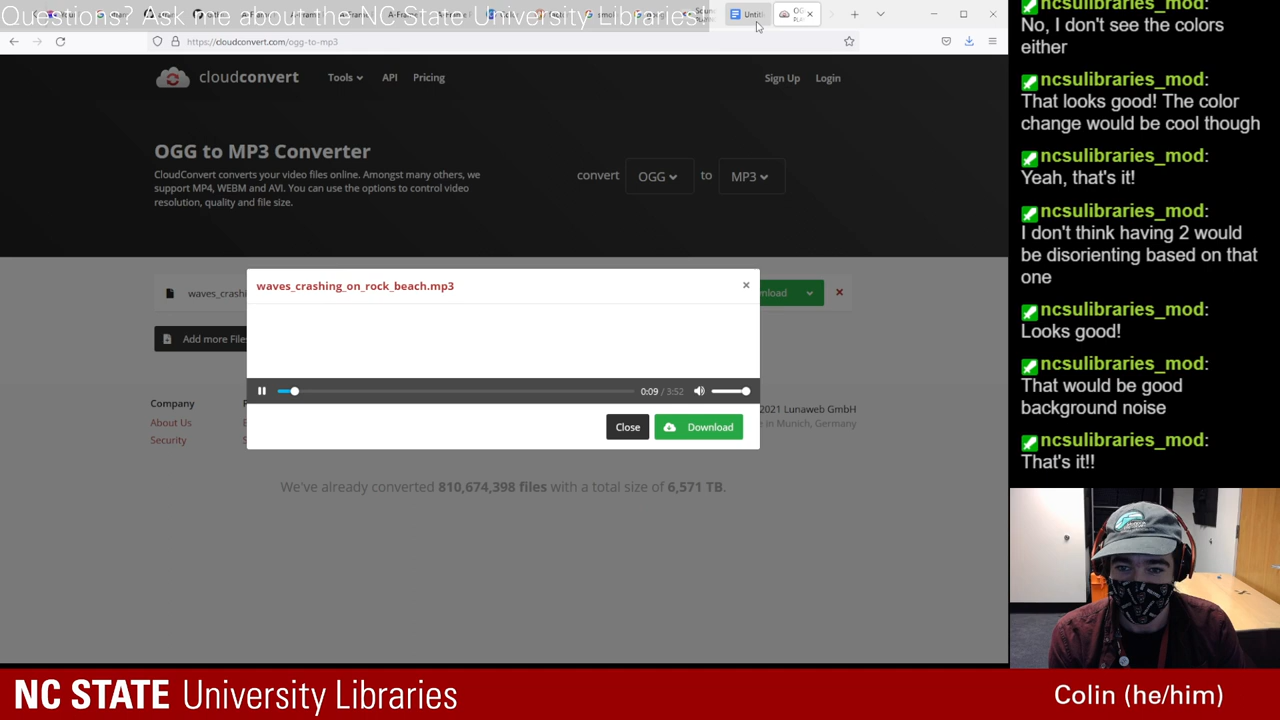 Questions? Ask me about the NC State University Libraries.
Untit
OG
https://cloudconvert.com/ogg-to-mp3
cloudconvert
Tools
API
Pricing
Sign Up
Login
OGG to MP3 Converter
CloudConvert converts your video files online. Amongst many others, we
support MP4, WEBM and AVI. You can use the options to control video
resolution, quality and file size.
convert OGG to MP3
waves_crashing_on_rock_beach.mp3
×
waves_crashi
nload
Add more File
0:09 / 3:52
Close
Download
Company
About Us
Security
2021 Lunaweb GmbH
in Munich, Germany
We've already converted 810,674,398 files with a total size of 6,571 TB.
ncsulibraries_mod:
No, I don't see the colors
either
ncsulibraries_mod:
That looks good! The color
change would be cool though
ncsulibraries_mod:
Yeah, that's it!
ncsulibraries_mod:
I don't think having 2 would
be disorienting based on that
one
ncsulibraries_mod:
Looks good!
ncsulibraries_mod:
That would be good
background noise
ncsulibraries_mod:
That's it!!
NC STATE University Libraries
Colin (he/him)